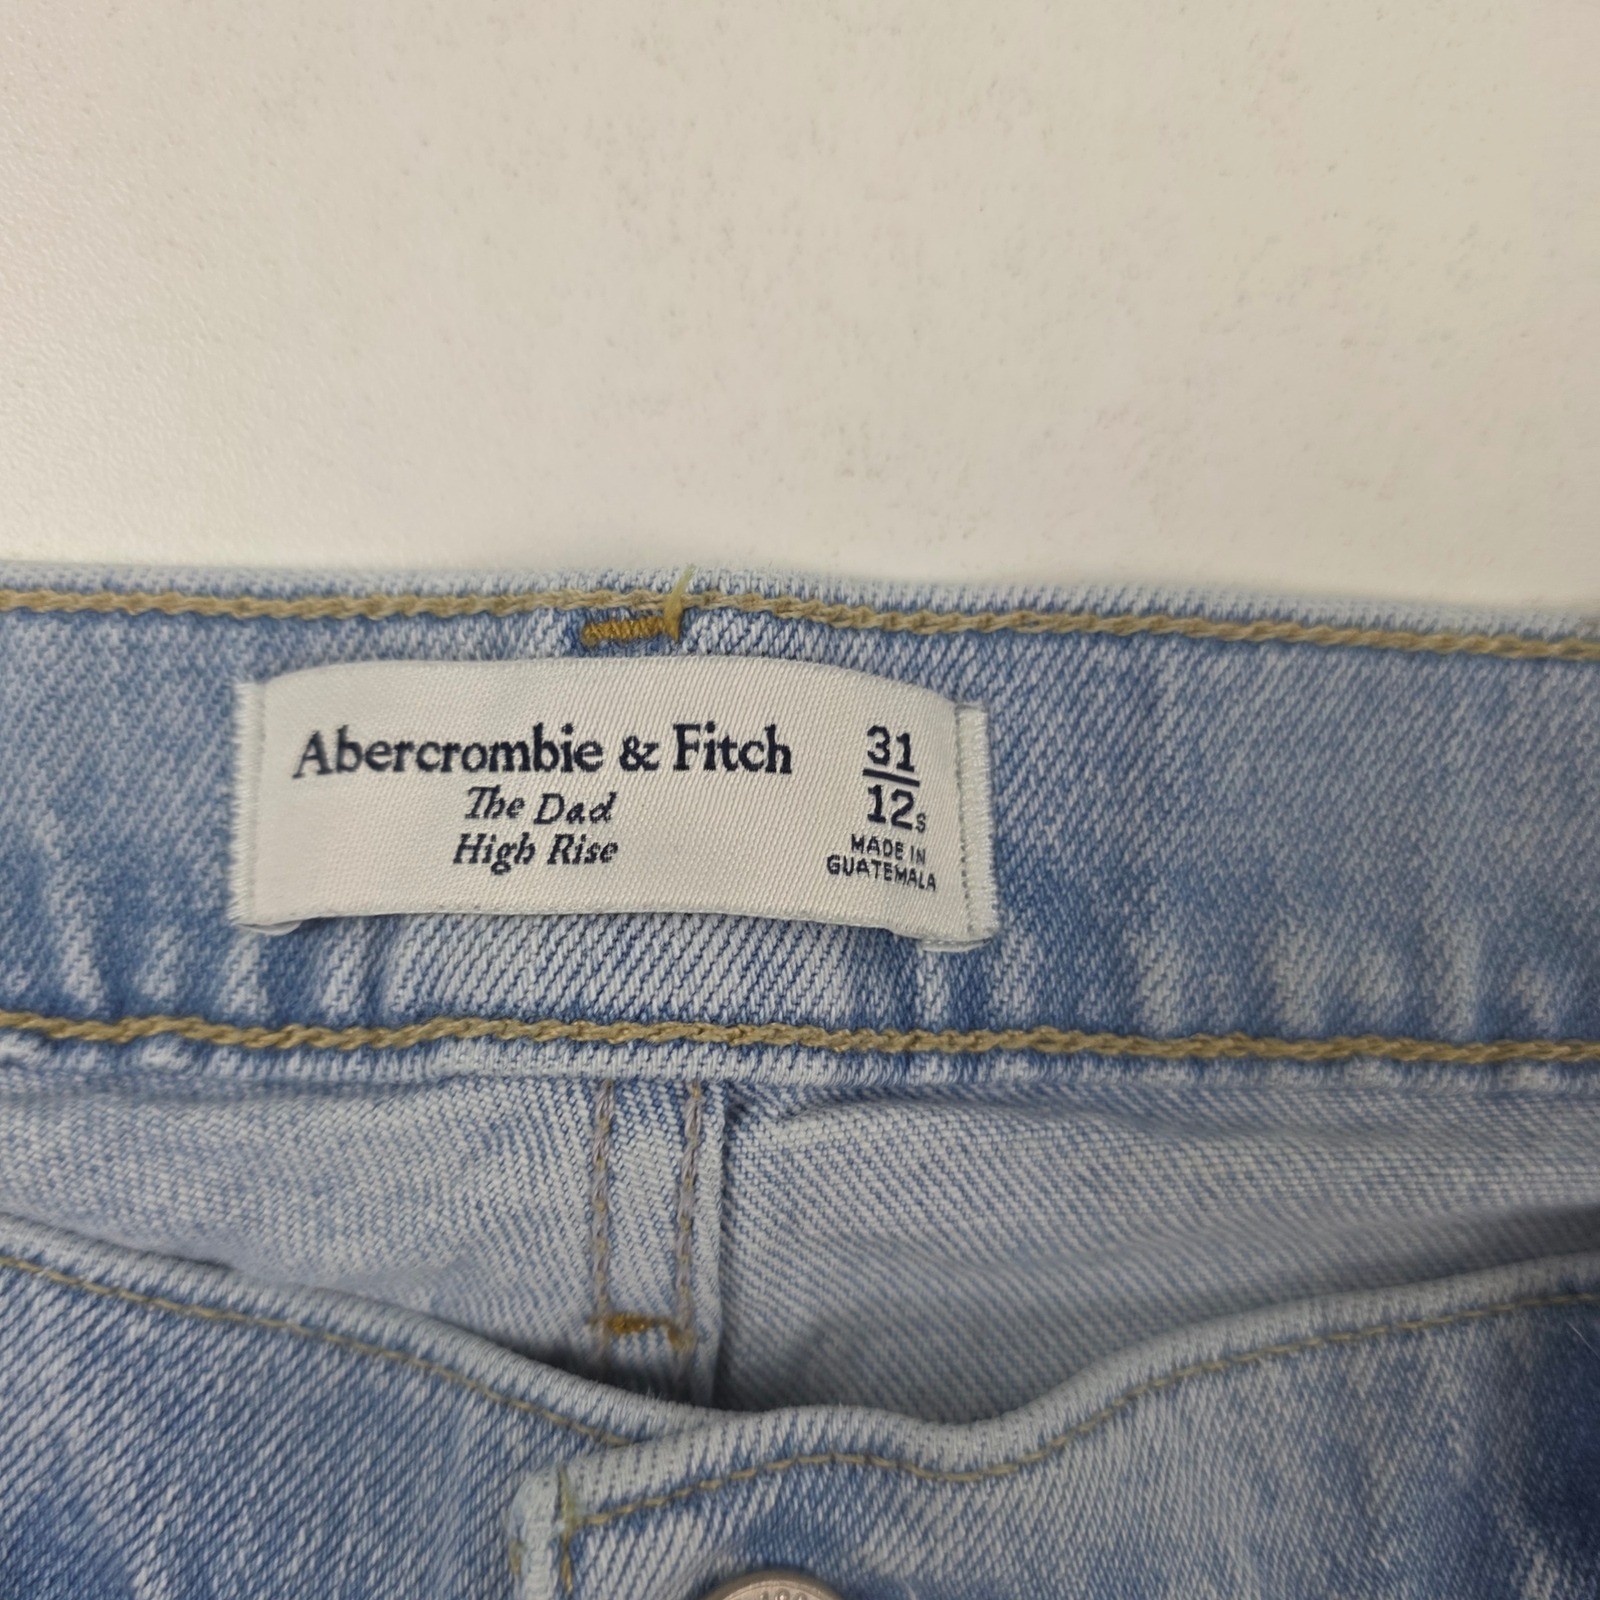 Abercrombie & Fitch
The Dad
High Rise
31
12s
MADE IN
GUATEMALA